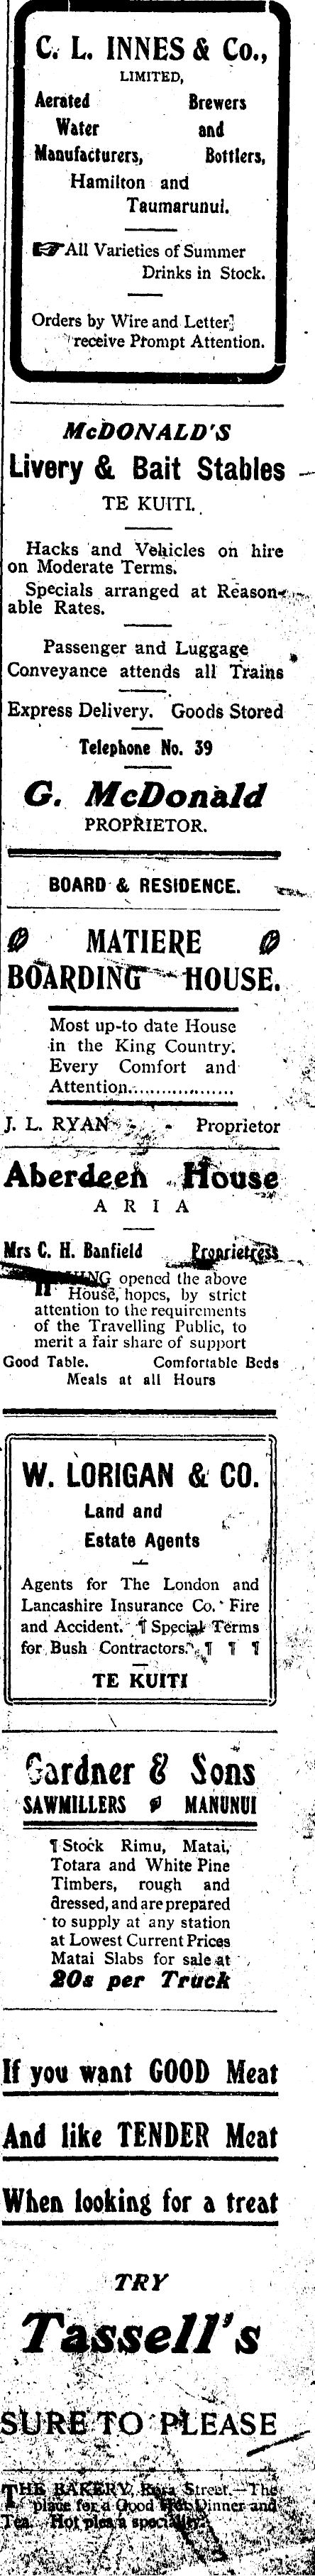 C. L. INNES & Co.,
LIMITED,
Aerated Brewers
Water and
Manufacturers, Bottlers,
Hamilton and
Taumarunui.
All Varieties of Summer
Drinks in Stock.
Orders by Wire and Letter
receive Prompt Attention.
McDONALD'S
Livery & Bait Stables
TE KUITI.
Hacks and Vehicles on hire
on Moderate Terms.
Specials arranged at Reason-
able Rates.
Passenger and Luggage
Conveyance attends all Trains
Express Delivery. Goods Stored
Telephone No. 39
G. McDonald
PROPRIETOR.
BOARD & RESIDENCE.
MATIERE
BOARDING HOUSE.
Most up-to date House
in the King Country.
Every Comfort and
Attention..................
J. L. RYAN - - Proprietor
Aberdeen House
ARIA
Mrs C. H. Banfield Proprietress
HAVING opened the above
House, hopes, by strict
attention to the requirements
of the Travelling Public, to
merit a fair share of support
Good Table. Comfortable Beds
Meals at all Hours
W. LORIGAN & CO.
Land and
Estate Agents
Agents for The London and
Lancashire Insurance Co. Fire
and Accident. ¶ Special Terms
for Bush Contractors. ¶ ¶ ¶
TE KUITI
Gardner & Sons
SAWMILLERS MANUNUI
¶ Stock Rimu, Matai,
Totara and White Pine
Timbers, rough and
dressed, and are prepared
to supply at any station
at Lowest Current Prices
Matai Slabs for sale at
20s per Truck
If you want GOOD Meat
And like TENDER Meat
When looking for a treat
TRY
Tassell's
SURE TO PLEASE
THE BAKERY, Rora Street.—The
place for a Good Hot Dinner and
Tea. Hot pies a speciality.